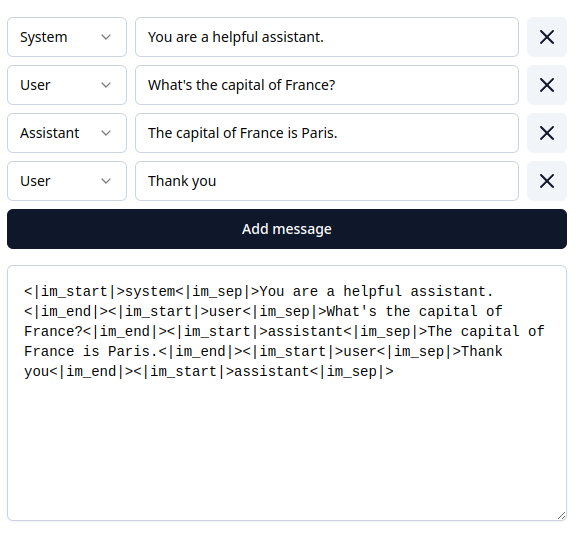 System
You are a helpful assistant.
User
What's the capital of France?
Assistant
The capital of France is Paris.
User
Thank you
Add message
<|im_start|>system<|im_sep|>You are a helpful assistant.
<|im_end|><|im_start|>user<|im_sep|>What's the capital of
France?<|im_end|><|im_start|>assistant<|im_sep|>The capital of
France is Paris.<|im_end|><|im_start|>user<|im_sep|>Thank
you<|im_end|><|im_start|>assistant<|im_sep|>